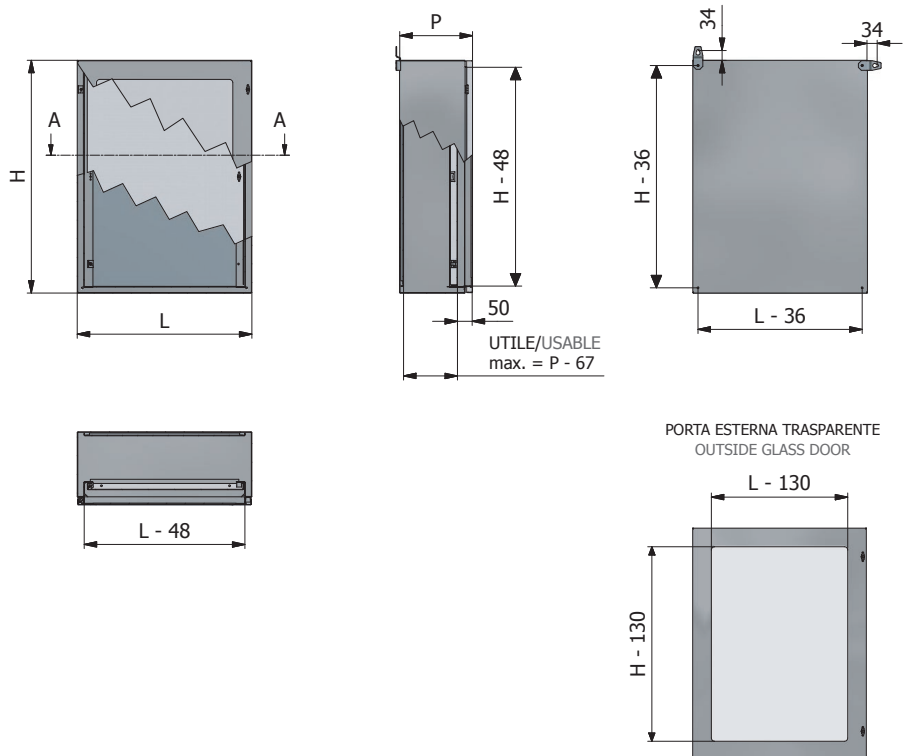 P
34
34
A
A
H
H - 48
H - 36
L
50
L - 36
UTILE/USABLE
max. = P - 67
PORTA ESTERNA TRASPARENTE
OUTSIDE GLASS DOOR
L - 130
L - 48
H - 130